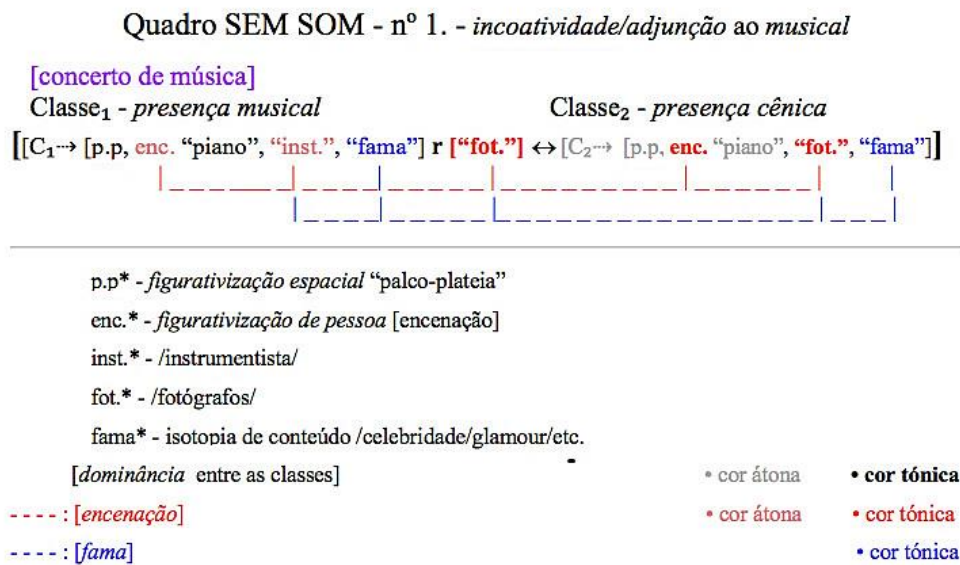 Quadro SEM SOM - nº 1. - incoatividade/adjunção ao musical
[concerto de música]
Classe₁ - presença musical Classe₂ - presença cênica
[[C₁⇢ [p.p, enc. “piano”, “inst.”, “fama”] r [“fot.”] ↔ [C₂⇢ [p.p, enc. “piano”, “fot.”, “fama”]]
p.p* - figurativização espacial “palco-plateia”
enc.* - figurativização de pessoa [encenação]
inst.* - /instrumentista/
fot.* - /fotógrafos/
fama* - isotopia de conteúdo /celebridade/glamour/etc.
[dominância entre as classes] • cor átona • cor tónica
- - - - : [encenação] • cor átona • cor tónica
- - - - : [fama] • cor tónica